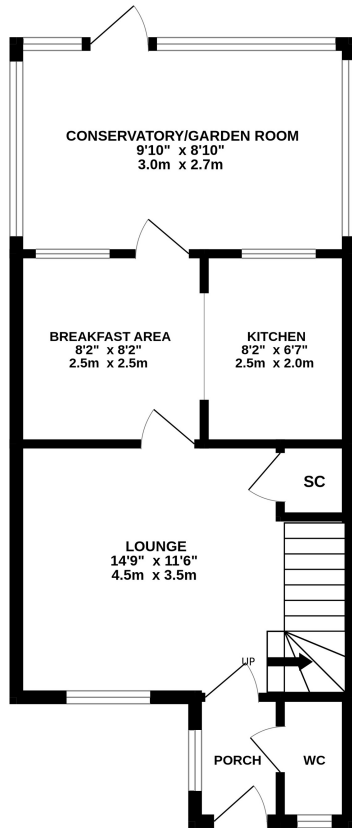 CONSERVATORY/GARDEN ROOM
9'10" x 8'10"
3.0m x 2.7m
BREAKFAST AREA
8'2" x 8'2"
2.5m x 2.5m
KITCHEN
8'2" x 6'7"
2.5m x 2.0m
SC
LOUNGE
14'9" x 11'6"
4.5m x 3.5m
UP
PORCH
WC